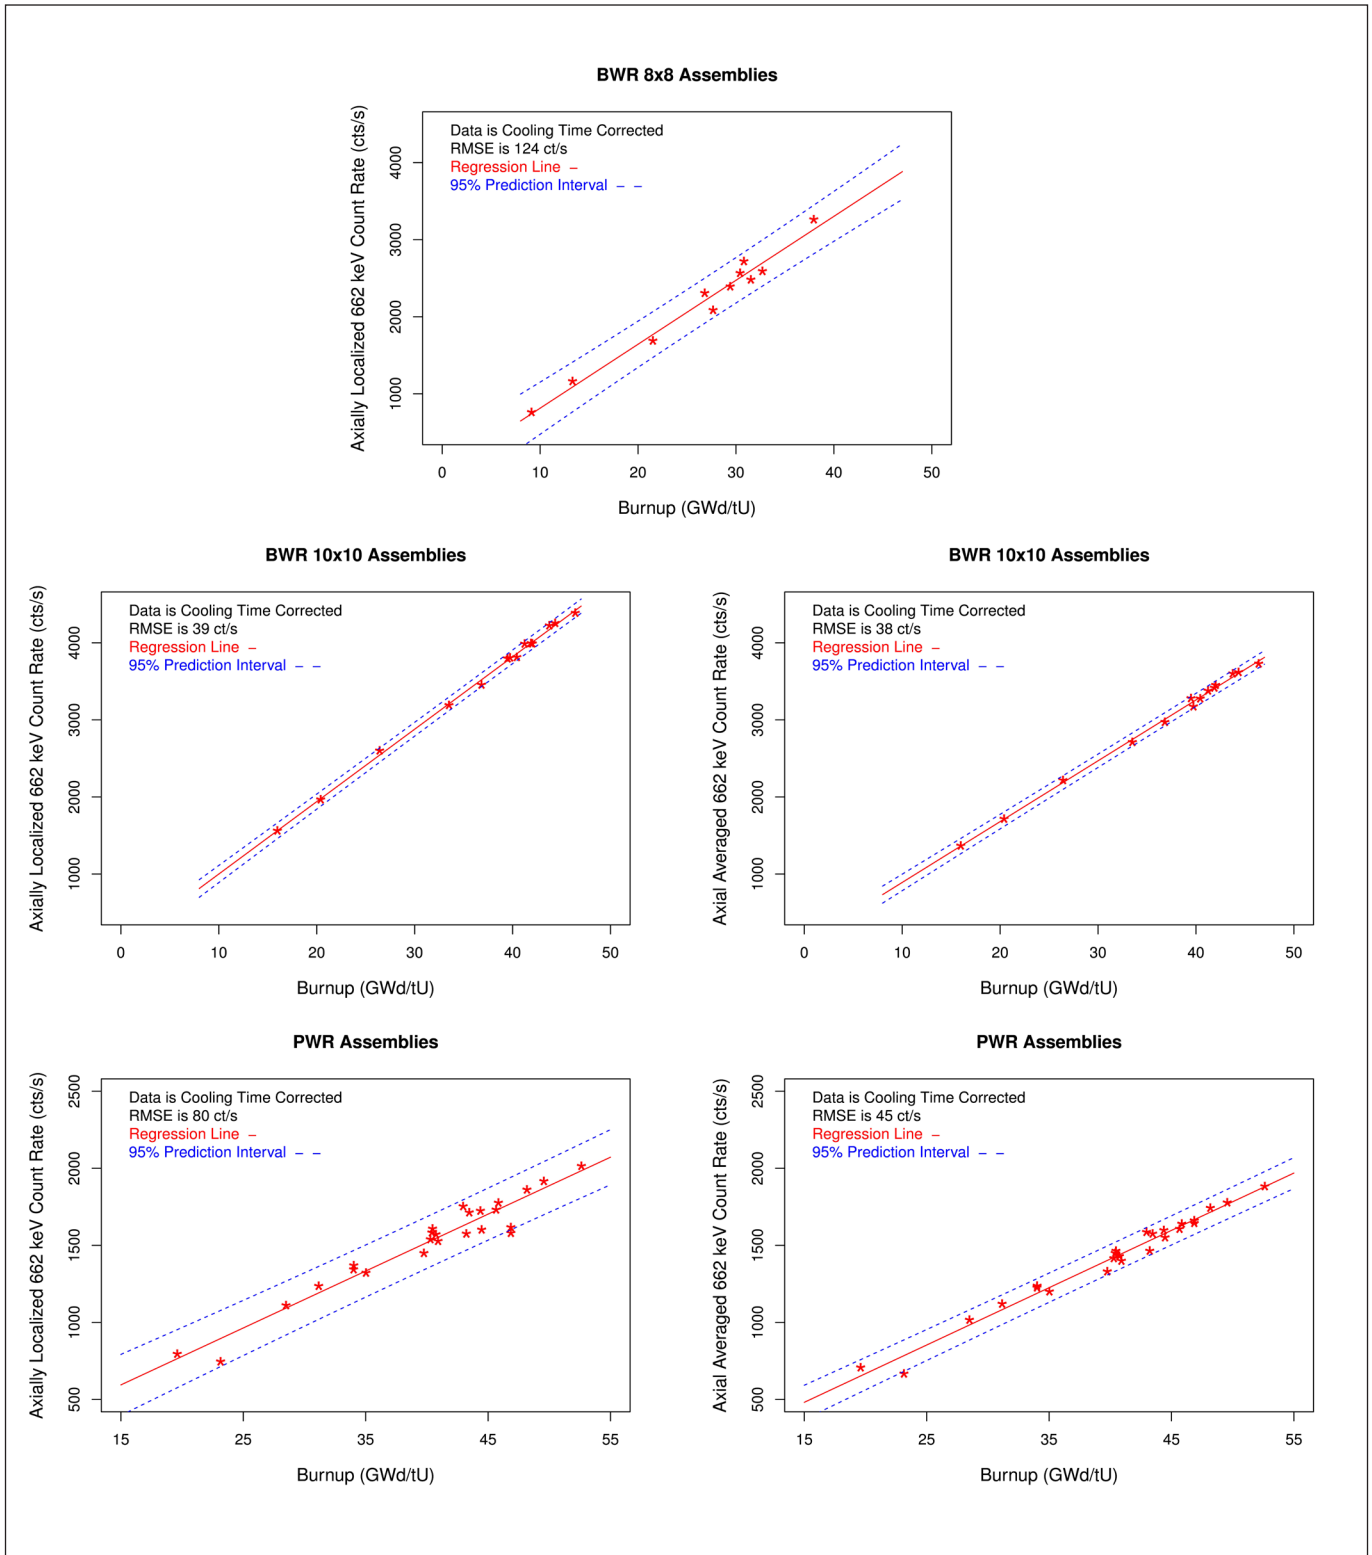 BWR 8x8 Assemblies
Data is Cooling Time Corrected
RMSE is 124 ct/s
Regression Line –
95% Prediction Interval – –
Axially Localized 662 keV Count Rate (cts/s)
4000
3000
2000
1000
0 10 20 30 40 50
Burnup (GWd/tU)
BWR 10x10 Assemblies
Data is Cooling Time Corrected
RMSE is 39 ct/s
Regression Line –
95% Prediction Interval – –
Axially Localized 662 keV Count Rate (cts/s)
4000
3000
2000
1000
0 10 20 30 40 50
Burnup (GWd/tU)
BWR 10x10 Assemblies
Data is Cooling Time Corrected
RMSE is 38 ct/s
Regression Line –
95% Prediction Interval – –
Axial Averaged 662 keV Count Rate (cts/s)
4000
3000
2000
1000
0 10 20 30 40 50
Burnup (GWd/tU)
PWR Assemblies
Data is Cooling Time Corrected
RMSE is 80 ct/s
Regression Line –
95% Prediction Interval – –
Axially Localized 662 keV Count Rate (cts/s)
2500
2000
1500
1000
500
15 25 35 45 55
Burnup (GWd/tU)
PWR Assemblies
Data is Cooling Time Corrected
RMSE is 45 ct/s
Regression Line –
95% Prediction Interval – –
Axial Averaged 662 keV Count Rate (cts/s)
2500
2000
1500
1000
500
15 25 35 45 55
Burnup (GWd/tU)